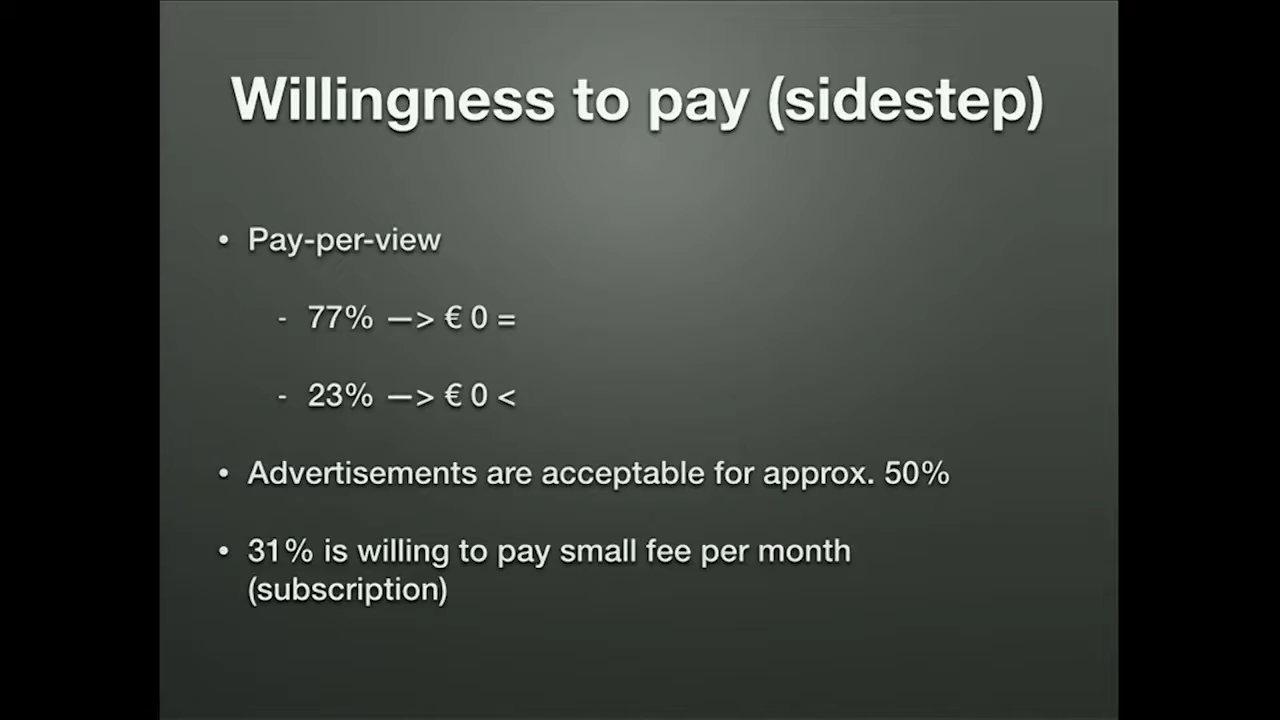 Willingness to pay (sidestep)
• Pay-per-view
- 77% —> € 0 =
- 23% —> € 0 <
• Advertisements are acceptable for approx. 50%
• 31% is willing to pay small fee per month
(subscription)